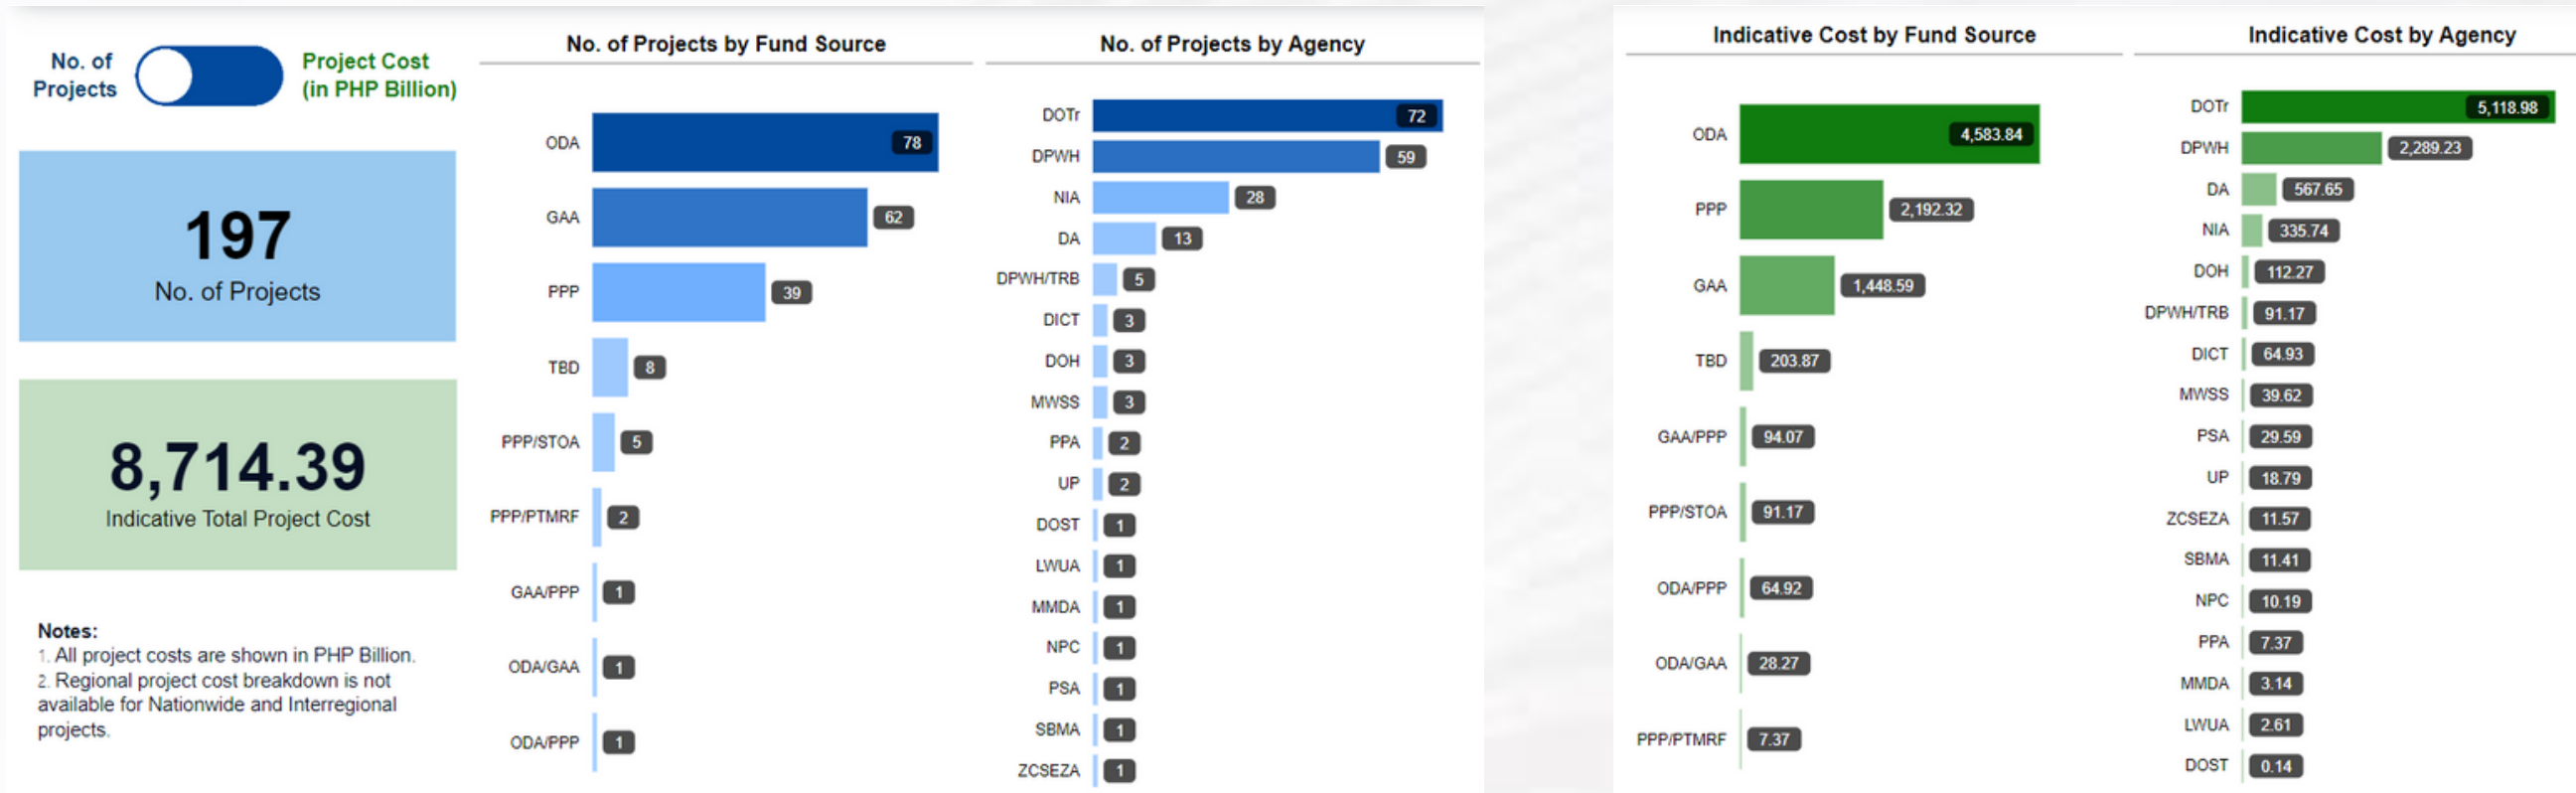 No. of
Projects
Project Cost
(in PHP Billion)
197
No. of Projects
8,714.39
Indicative Total Project Cost
Notes:
1. All project costs are shown in PHP Billion.
2. Regional project cost breakdown is not
available for Nationwide and Interregional
projects.
No. of Projects by Fund Source
ODA 78
GAA 62
PPP 39
TBD 8
PPP/STOA 5
PPP/PTMRF 2
GAA/PPP 1
ODA/GAA 1
ODA/PPP 1
No. of Projects by Agency
DOTr 72
DPWH 59
NIA 28
DA 13
DPWH/TRB 5
DICT 3
DOH 3
MWSS 3
PPA 2
UP 2
DOST 1
LWUA 1
MMDA 1
NPC 1
PSA 1
SBMA 1
ZCSEZA 1
Indicative Cost by Fund Source
ODA 4,583.84
PPP 2,192.32
GAA 1,448.59
TBD 203.87
GAA/PPP 94.07
PPP/STOA 91.17
ODA/PPP 64.92
ODA/GAA 28.27
PPP/PTMRF 7.37
Indicative Cost by Agency
DOTr 5,118.98
DPWH 2,289.23
DA 567.65
NIA 335.74
DOH 112.27
DPWH/TRB 91.17
DICT 64.93
MWSS 39.62
PSA 29.59
UP 18.79
ZCSEZA 11.57
SBMA 11.41
NPC 10.19
PPA 7.37
MMDA 3.14
LWUA 2.61
DOST 0.14